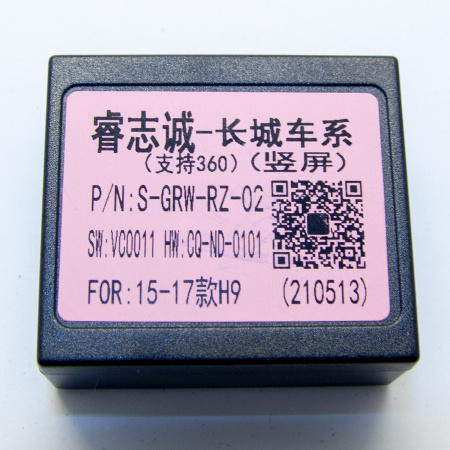 睿志诚-长城车系
(支持360)(竖屏)
P/N:S-GRW-RZ-02
SW:VC0011 HW:CQ-ND-0101
FOR:15-17款H9 (210513)